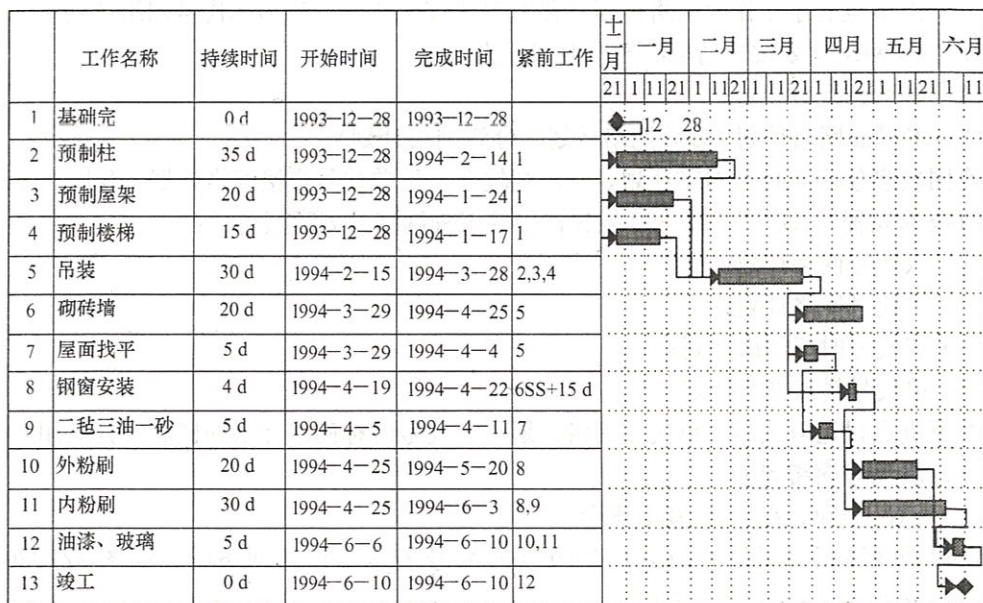 工作名称 持续时间 开始时间 完成时间 紧前工作 十二月 一月 二月 三月 四月 五月 六月
21 1 11 21 1 11 21 1 11 21 1 11 21 1 11 21 1 11
1 基础完 0 d 1993—12—28 1993—12—28 12 28
2 预制柱 35 d 1993—12—28 1994—2—14 1
3 预制屋架 20 d 1993—12—28 1994—1—24 1
4 预制楼梯 15 d 1993—12—28 1994—1—17 1
5 吊装 30 d 1994—2—15 1994—3—28 2,3,4
6 砌砖墙 20 d 1994—3—29 1994—4—25 5
7 屋面找平 5 d 1994—3—29 1994—4—4 5
8 钢窗安装 4 d 1994—4—19 1994—4—22 6SS+15 d
9 二毡三油一砂 5 d 1994—4—5 1994—4—11 7
10 外粉刷 20 d 1994—4—25 1994—5—20 8
11 内粉刷 30 d 1994—4—25 1994—6—3 8,9
12 油漆、玻璃 5 d 1994—6—6 1994—6—10 10,11
13 竣工 0 d 1994—6—10 1994—6—10 12